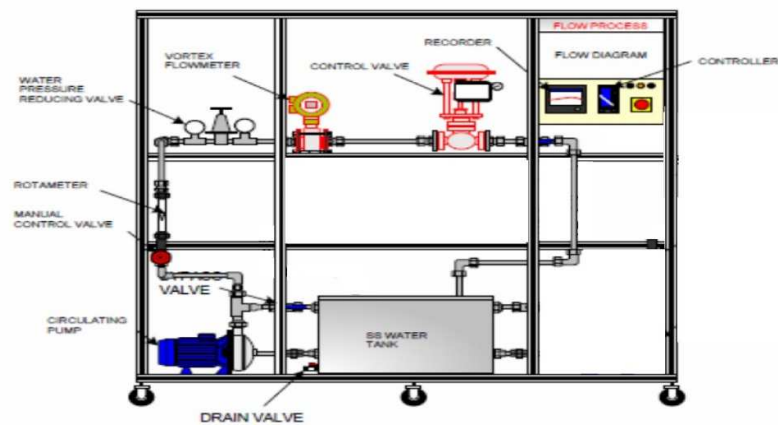 FLOW PROCESS
FLOW DIAGRAM
RECORDER
CONTROLLER
VORTEX
FLOWMETER
CONTROL VALVE
WATER
PRESSURE
REDUCING VALVE
ROTAMETER
MANUAL
CONTROL VALVE
VALVE
CIRCULATING
PUMP
SS WATER
TANK
DRAIN VALVE